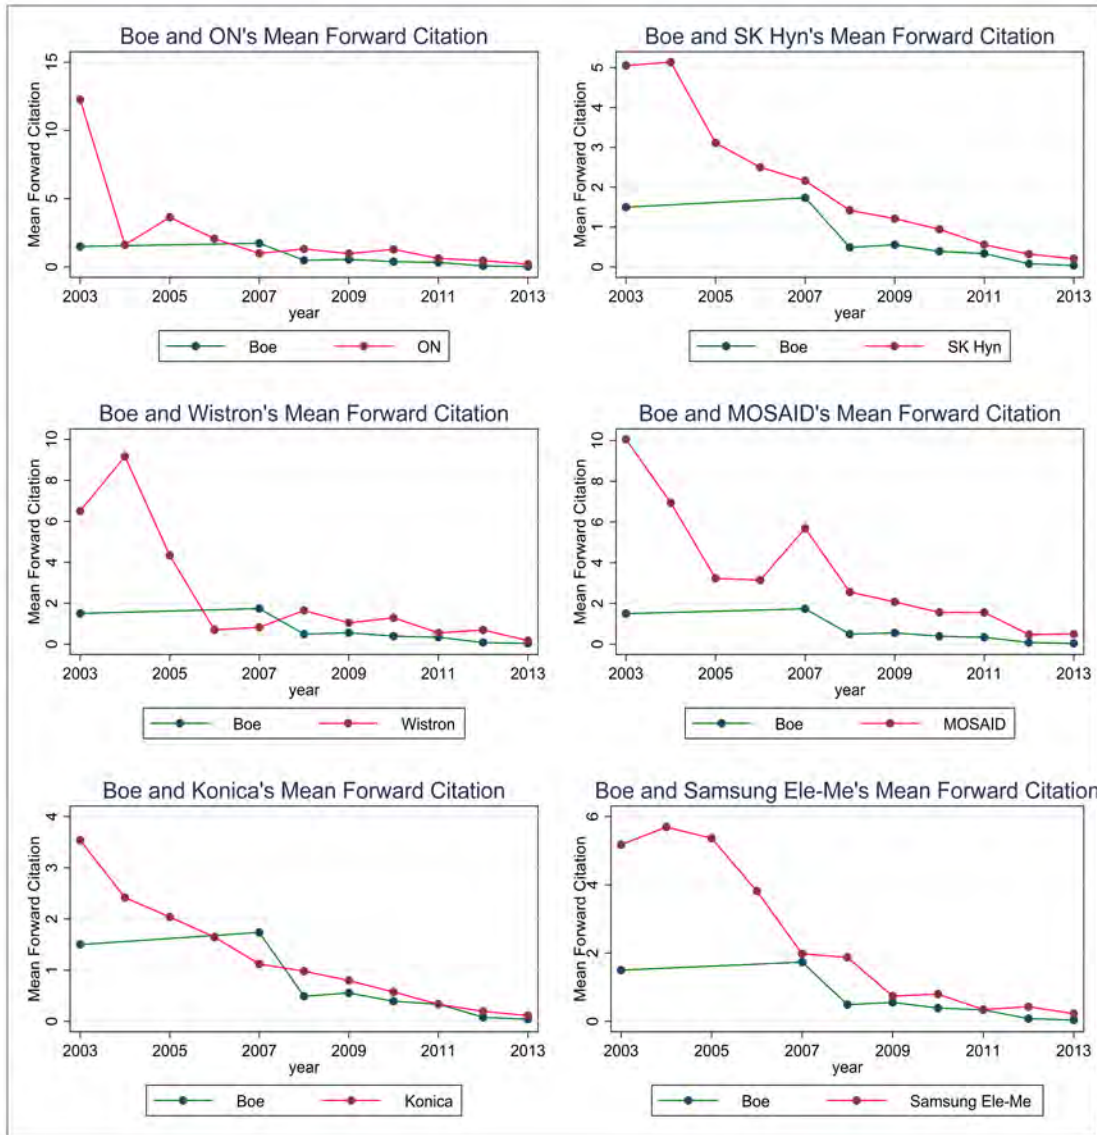 Boe and ON's Mean Forward Citation
Mean Forward Citation
15
10
5
0
2003 2005 2007 2009 2011 2013
year
Boe ON
Boe and SK Hyn's Mean Forward Citation
Mean Forward Citation
5
4
3
2
1
0
2003 2005 2007 2009 2011 2013
year
Boe SK Hyn
Boe and Wistron's Mean Forward Citation
Mean Forward Citation
10
8
6
4
2
0
2003 2005 2007 2009 2011 2013
year
Boe Wistron
Boe and MOSAID's Mean Forward Citation
Mean Forward Citation
10
8
6
4
2
0
2003 2005 2007 2009 2011 2013
year
Boe MOSAID
Boe and Konica's Mean Forward Citation
Mean Forward Citation
4
3
2
1
0
2003 2005 2007 2009 2011 2013
year
Boe Konica
Boe and Samsung Ele-Me's Mean Forward Citation
Mean Forward Citation
6
4
2
0
2003 2005 2007 2009 2011 2013
year
Boe Samsung Ele-Me